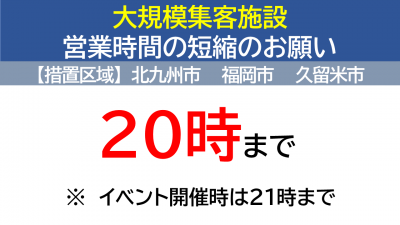 大規模集客施設
営業時間の短縮のお願い
【措置区域】北九州市 福岡市 久留米市
20時まで
※ イベント開催時は21時まで